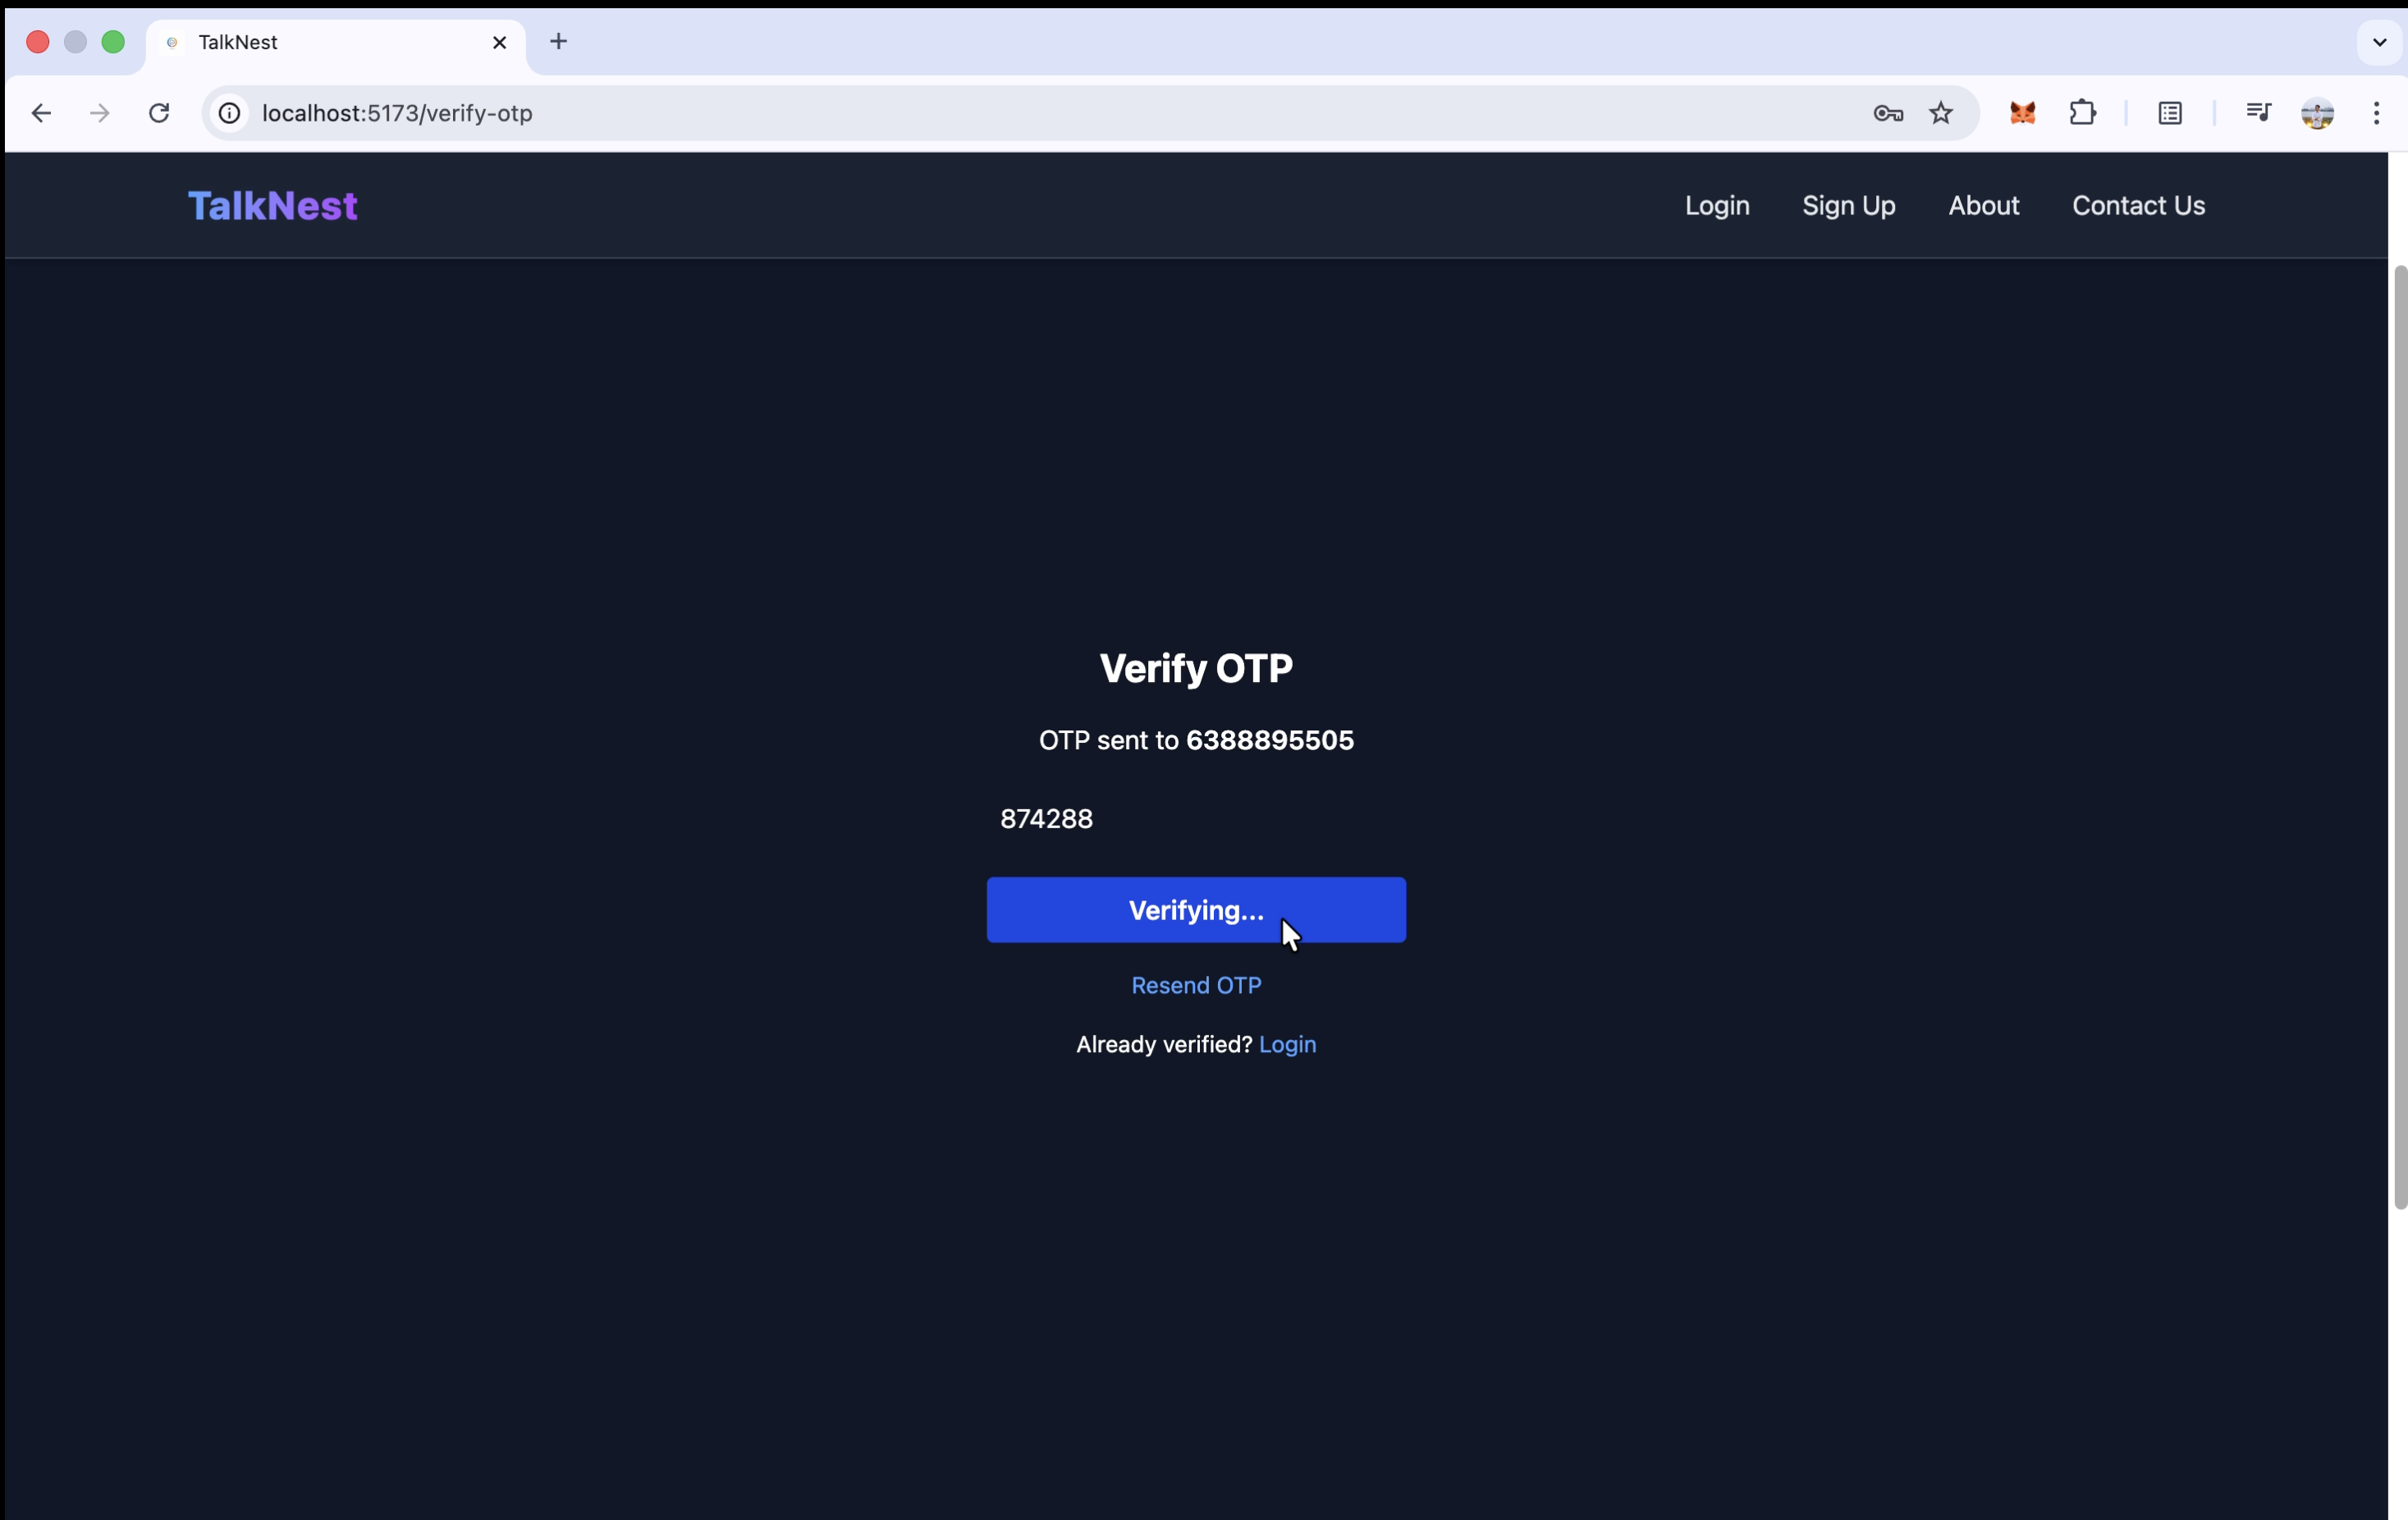 TalkNest
localhost:5173/verify-otp
TalkNest
Login
Sign Up
About
Contact Us
Verify OTP
OTP sent to 6388895505
874288
Verifying...
Resend OTP
Already verified? Login